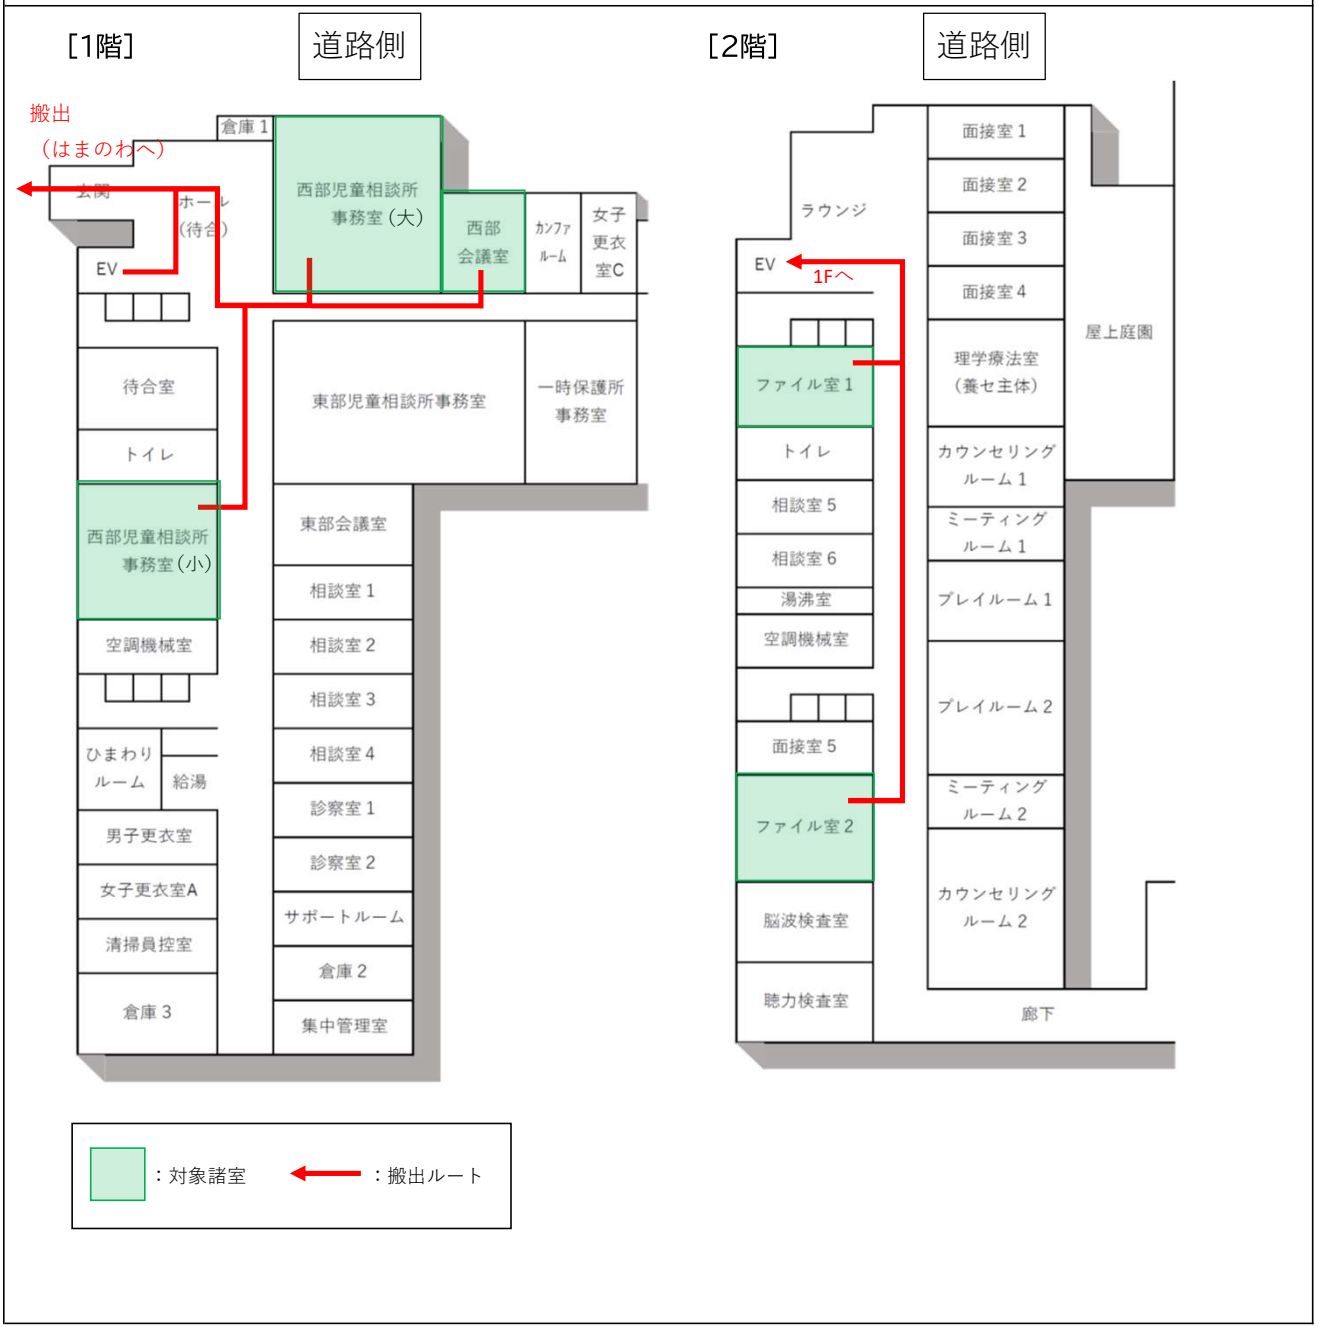 [1階]
道路側
搬出
(はまのわへ)
倉庫1
玄関
ホール
(待合)
EV
西部児童相談所
事務室(大)
西部
会議室
カンファ
ルーム
女子
更衣
室C
待合室
トイレ
西部児童相談所
事務室(小)
空調機械室
ひまわり
ルーム
給湯
男子更衣室
女子更衣室A
清掃員控室
倉庫3
東部児童相談所事務室
一時保護所
事務室
東部会議室
相談室1
相談室2
相談室3
相談室4
診察室1
診察室2
サポートルーム
倉庫2
集中管理室
[2階]
道路側
ラウンジ
EV
1Fへ
ファイル室1
トイレ
相談室5
相談室6
湯沸室
空調機械室
面接室5
ファイル室2
脳波検査室
聴力検査室
面接室1
面接室2
面接室3
面接室4
理学療法室
(養セ主体)
カウンセリング
ルーム1
ミーティング
ルーム1
プレイルーム1
プレイルーム2
ミーティング
ルーム2
カウンセリング
ルーム2
屋上庭園
廊下
：対象諸室
：搬出ルート